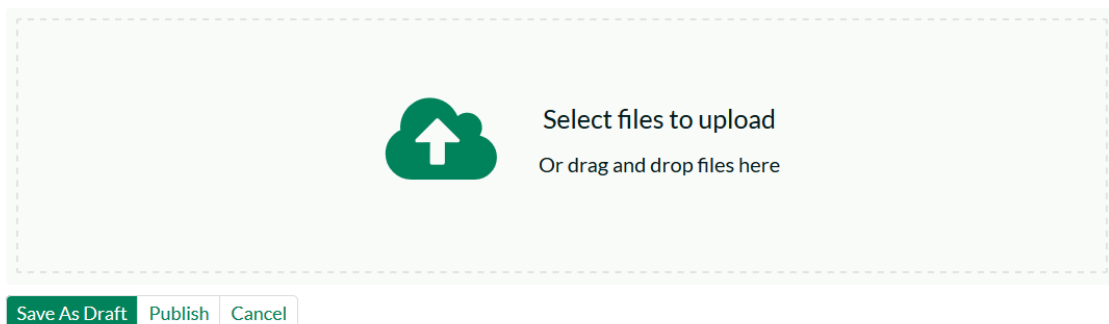 Select files to upload
Or drag and drop files here
Save As Draft Publish Cancel